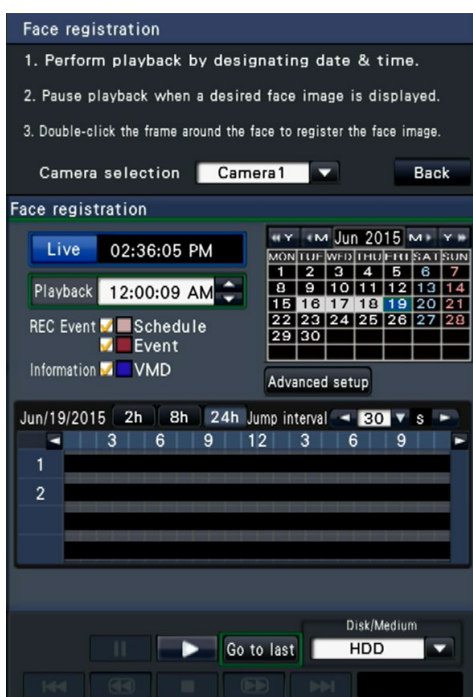 Face registration
1. Perform playback by designating date & time.
2. Pause playback when a desired face image is displayed.
3. Double-click the frame around the face to register the face image.
Camera selection Camera1 Back
Face registration
Live 02:36:05 PM
Playback 12:00:09 AM
REC Event Schedule
Event
Information VMD
Y M Jun 2015 M Y
MON TUE WED THU FRI SAT SUN
1 2 3 4 5 6 7
8 9 10 11 12 13 14
15 16 17 18 19 20 21
22 23 24 25 26 27 28
29 30
Advanced setup
Jun/19/2015 2h 8h 24h Jump interval 30 s
3 6 9 12 3 6 9
1
2
Go to last
Disk/Medium
HDD